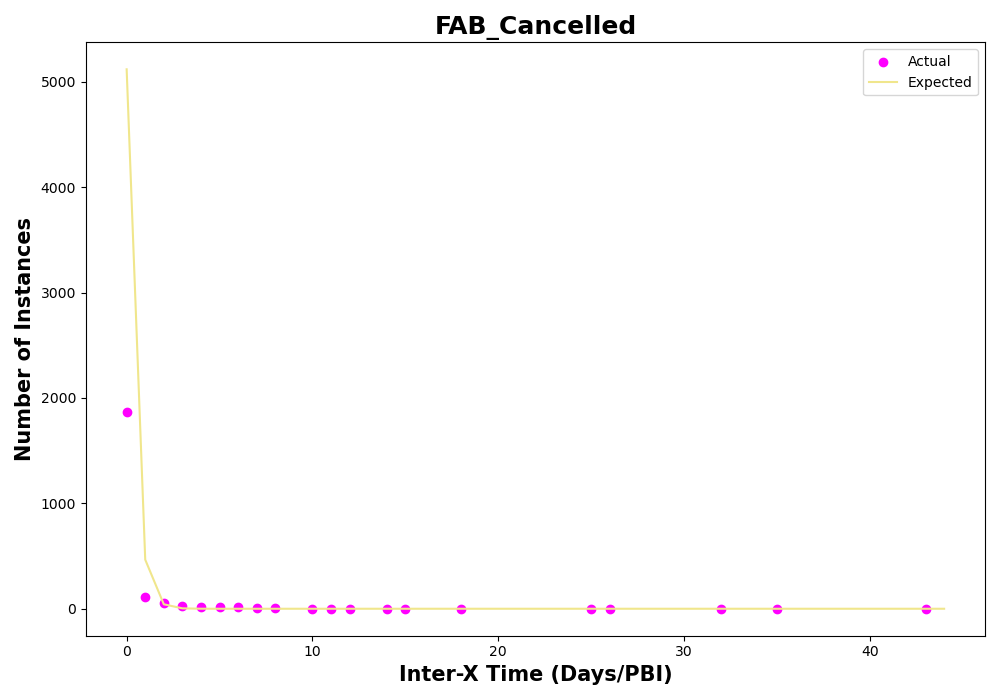 FAB_Cancelled
Actual
Expected
Number of Instances
5000
4000
3000
2000
1000
0
0 10 20 30 40
Inter-X Time (Days/PBI)